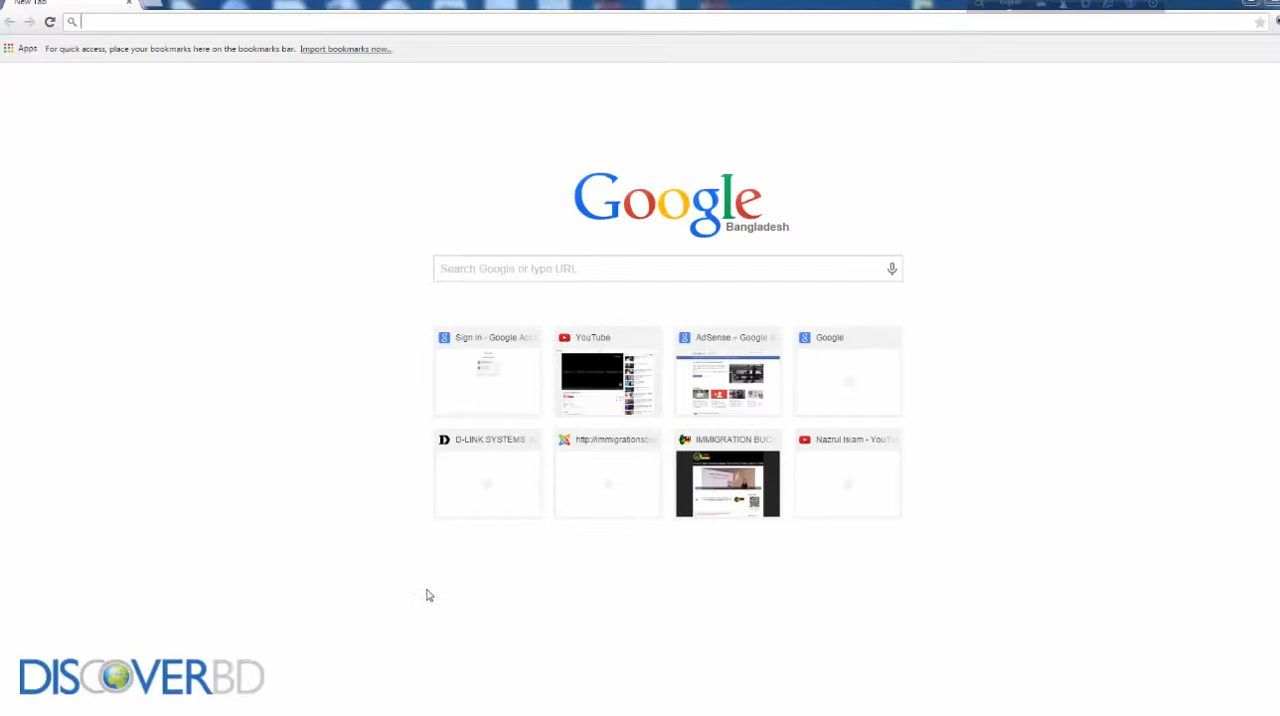 New Tab
Apps For quick access, place your bookmarks here on the bookmarks bar. Import bookmarks now...
Google
Bangladesh
Search Google or type URL
Sign in - Google Acc
YouTube
AdSense – Google A
Google
D-LINK SYSTEMS
http://immigrationsbu
IMMIGRATION BUC
Nazrul Islam - YouTu
DISCOVERBD